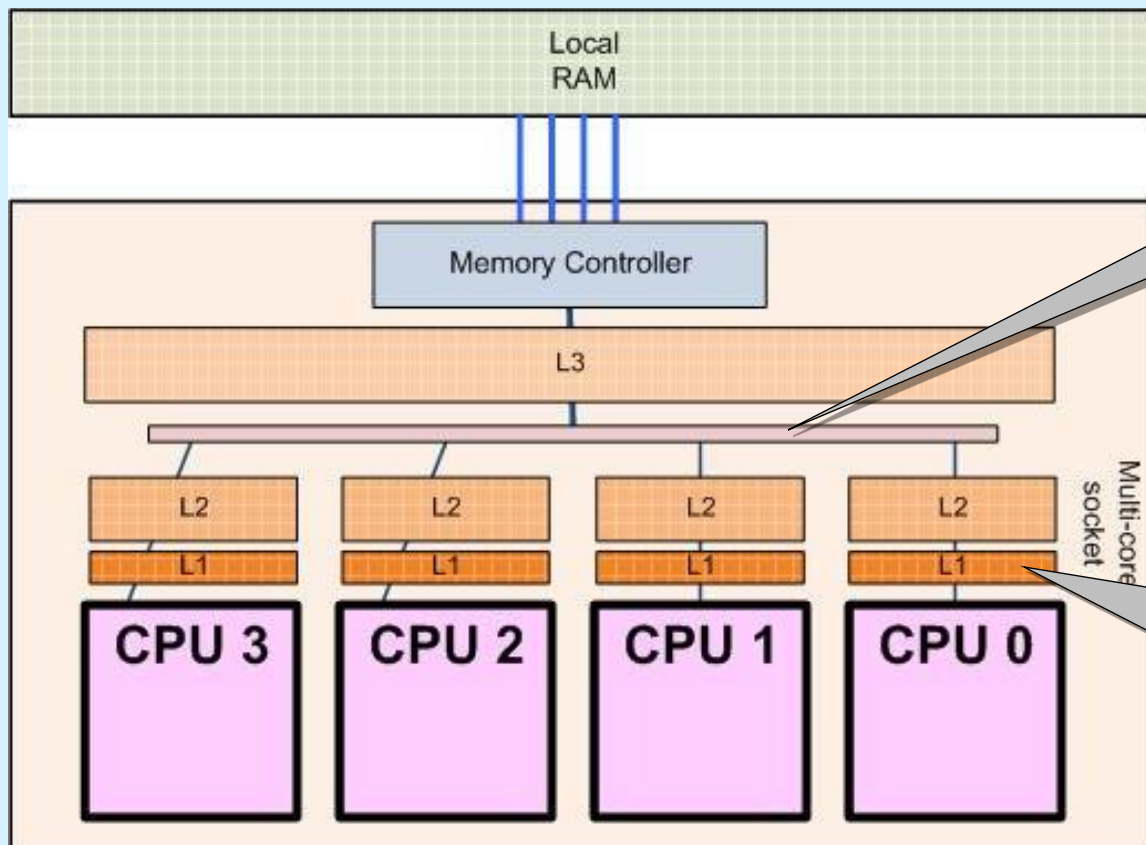 Local
RAM
Memory Controller
L3
L2 L2 L2 L2
L1 L1 L1 L1
Multi-core
socket
CPU 3 CPU 2 CPU 1 CPU 0